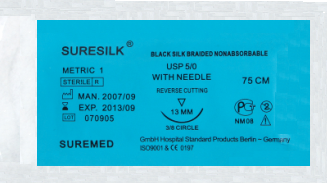 SURESILK®
BLACK SILK BRAIDED NONABSORBABLE
METRIC 1
USP 5/0
STERILE R
WITH NEEDLE
75 CM
MAN. 2007/09
REVERSE CUTTING
EXP. 2013/09
LOT 070905
13 MM
NM08
3/8 CIRCLE
SUREMED
GmbH Hospital Standard Products Berlin – Germany
ISO9001 & CE 0197